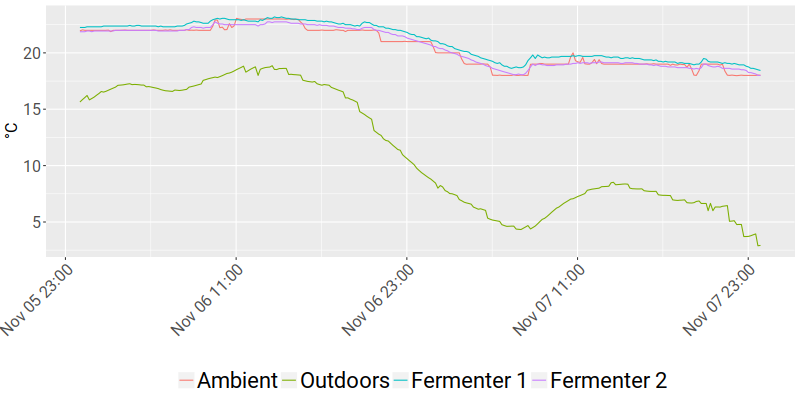 20
15
10
5
°C
Nov 05 23:00
Nov 06 11:00
Nov 06 23:00
Nov 07 11:00
Nov 07 23:00
Ambient Outdoors Fermenter 1 Fermenter 2